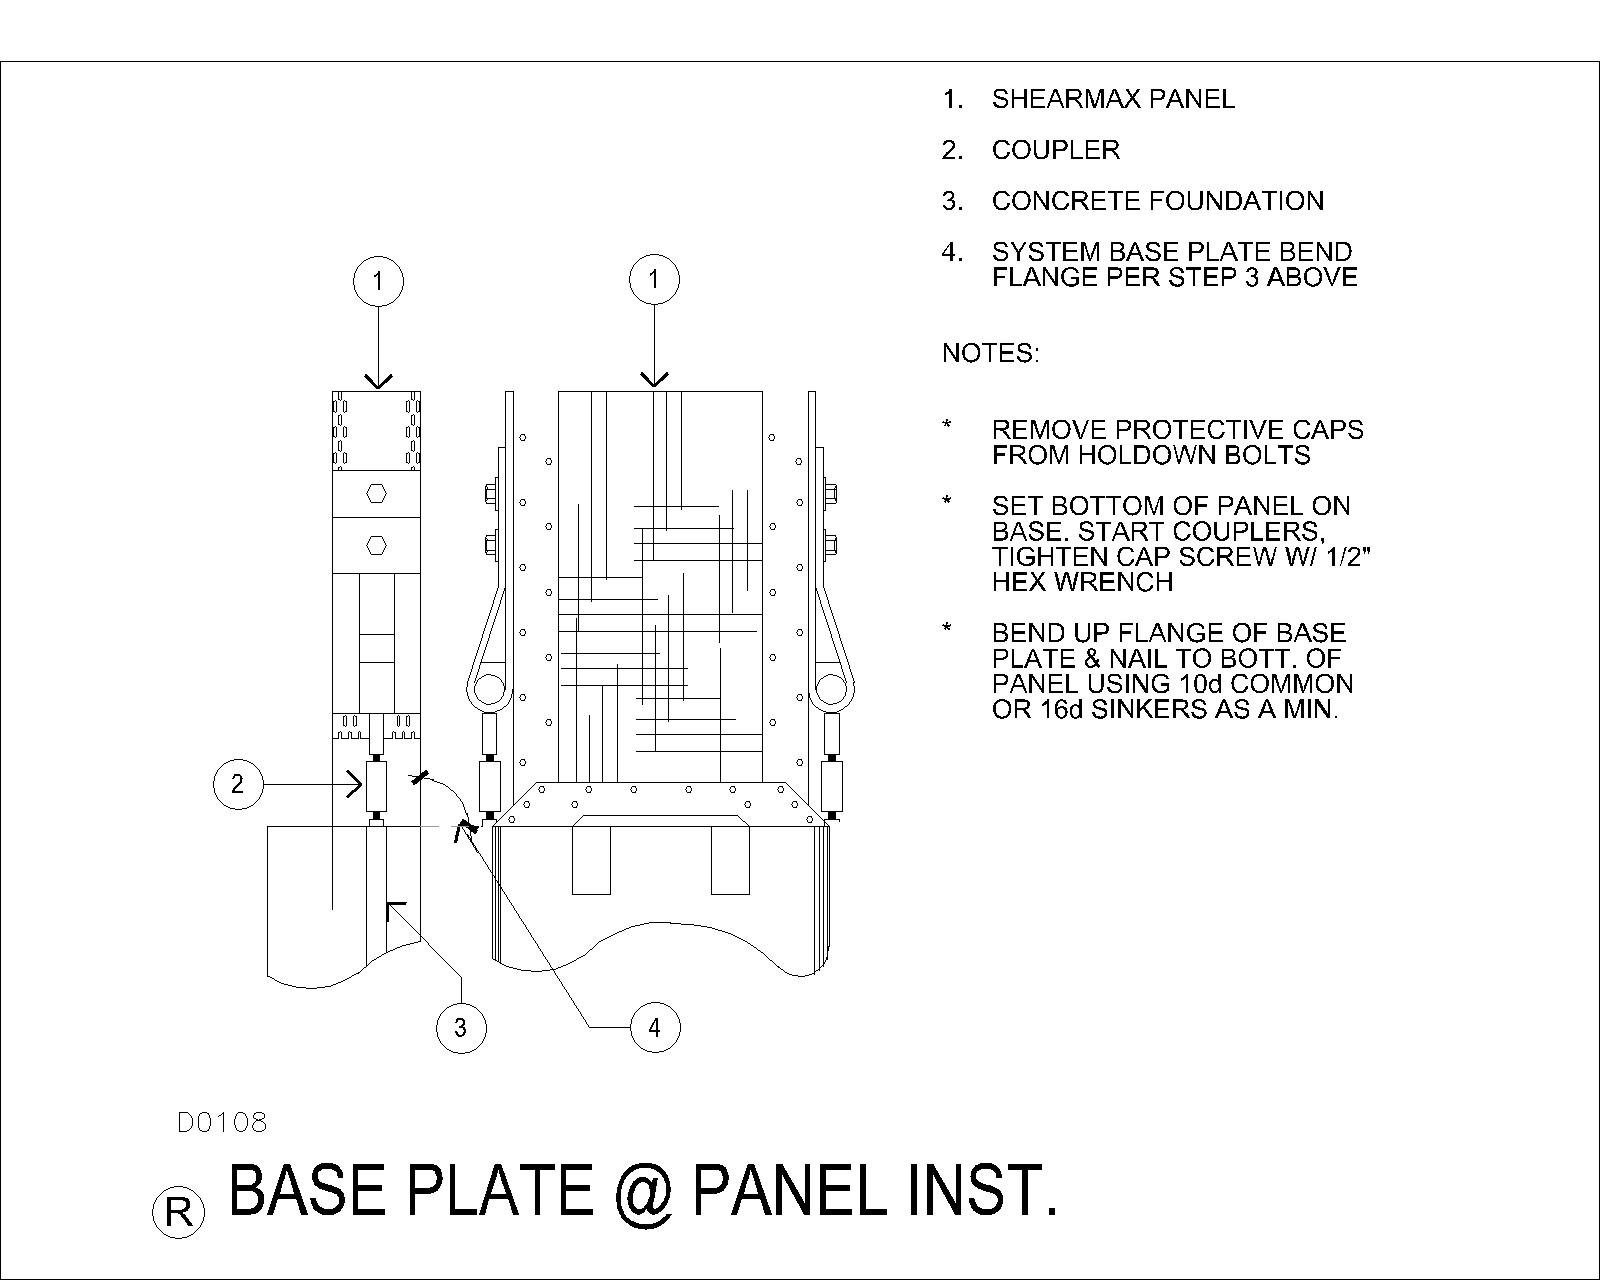 1. SHEARMAX PANEL
2. COUPLER
3. CONCRETE FOUNDATION
4. SYSTEM BASE PLATE BEND
FLANGE PER STEP 3 ABOVE
NOTES:
* REMOVE PROTECTIVE CAPS
FROM HOLDOWN BOLTS
* SET BOTTOM OF PANEL ON
BASE. START COUPLERS,
TIGHTEN CAP SCREW W/ 1/2"
HEX WRENCH
* BEND UP FLANGE OF BASE
PLATE & NAIL TO BOTT. OF
PANEL USING 10d COMMON
OR 16d SINKERS AS A MIN.
1
1
2
3
4
D0108
R BASE PLATE @ PANEL INST.